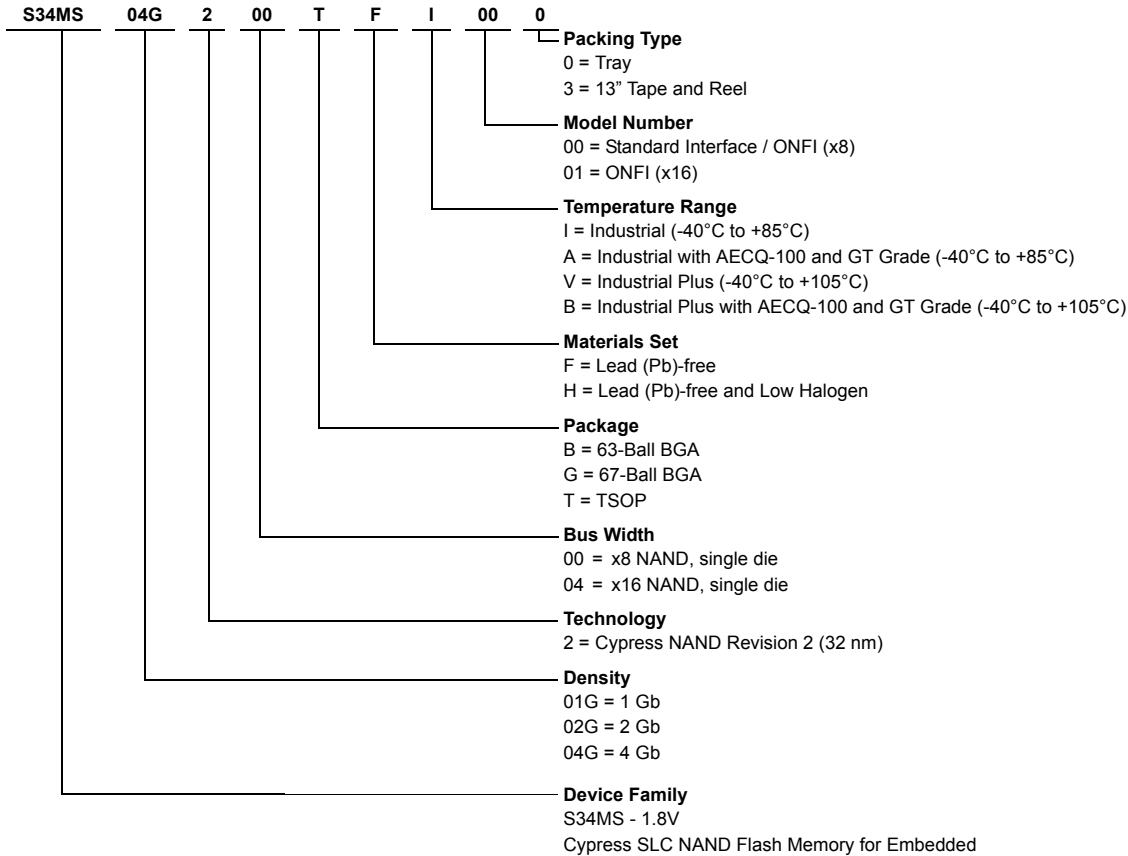 S34MS 04G 2 00 T F I 00 0
Packing Type
0 = Tray
3 = 13” Tape and Reel
Model Number
00 = Standard Interface / ONFI (x8)
01 = ONFI (x16)
Temperature Range
I = Industrial (-40°C to +85°C)
A = Industrial with AECQ-100 and GT Grade (-40°C to +85°C)
V = Industrial Plus (-40°C to +105°C)
B = Industrial Plus with AECQ-100 and GT Grade (-40°C to +105°C)
Materials Set
F = Lead (Pb)-free
H = Lead (Pb)-free and Low Halogen
Package
B = 63-Ball BGA
G = 67-Ball BGA
T = TSOP
Bus Width
00 = x8 NAND, single die
04 = x16 NAND, single die
Technology
2 = Cypress NAND Revision 2 (32 nm)
Density
01G = 1 Gb
02G = 2 Gb
04G = 4 Gb
Device Family
S34MS - 1.8V
Cypress SLC NAND Flash Memory for Embedded